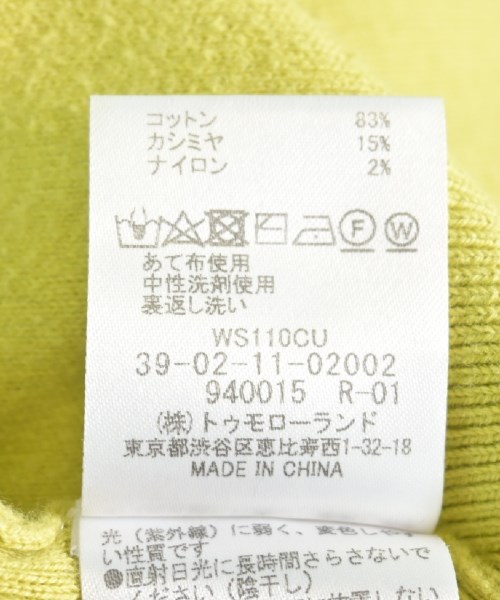 コットン 83%
カシミヤ 15%
ナイロン 2%
F W
あて布使用
中性洗剤使用
裏返し洗い
WS110CU
39-02-11-02002
940015 R-01
(株)トゥモローランド
東京都渋谷区恵比寿西1-32-18
MADE IN CHINA
光(紫外線)に弱く、変色しやす
い性質です
●直射日光に長時間さらさないで
ください(陰干し)